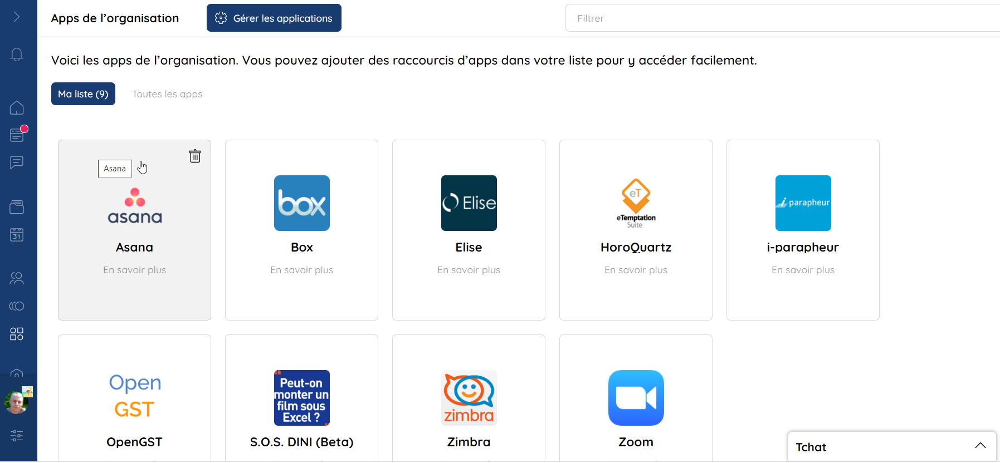 Apps de l’organisation
Gérer les applications
Filtrer
Voici les apps de l’organisation. Vous pouvez ajouter des raccourcis d’apps dans votre liste pour y accéder facilement.
Ma liste (9)
Toutes les apps
Asana
asana
Asana
En savoir plus
box
Box
En savoir plus
Elise
Elise
En savoir plus
eT
eTemptation
Suite
HoroQuartz
En savoir plus
i parapheur
i-parapheur
En savoir plus
31
Open
GST
OpenGST
Peut-on
monter un
film sous
Excel ?
S.O.S. DINI (Beta)
zimbra
Zimbra
Zoom
Tchat